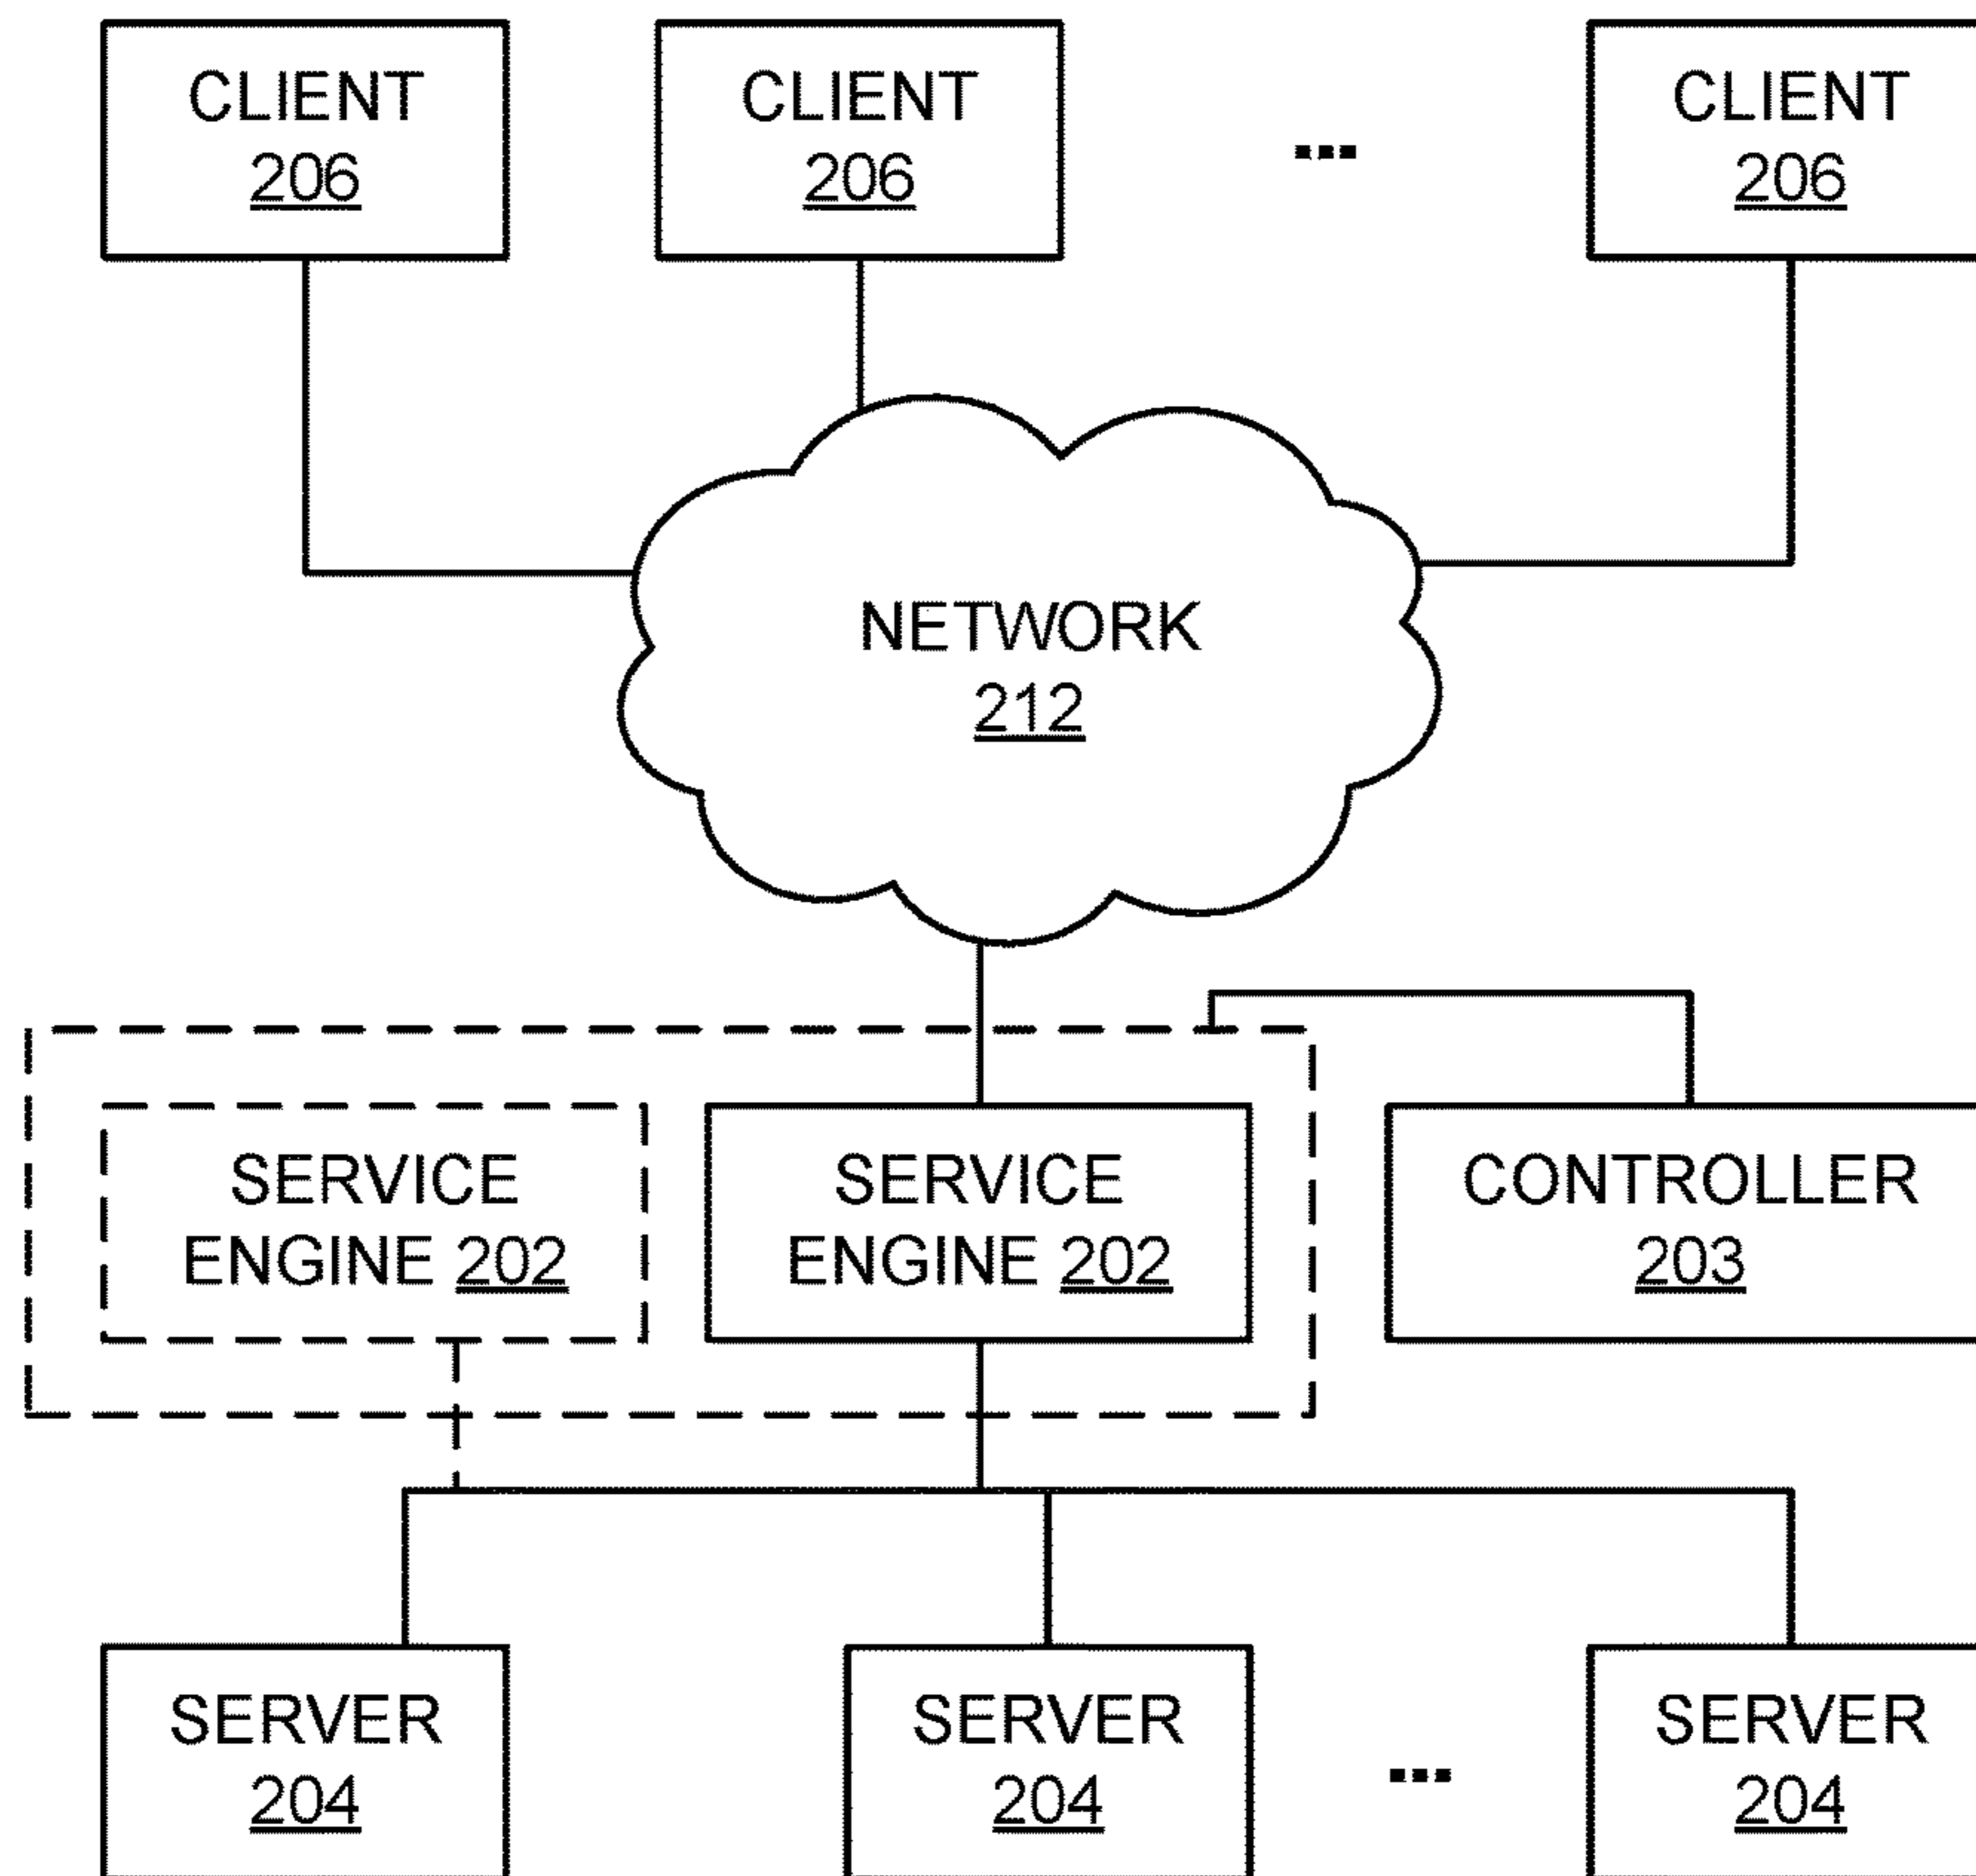 CLIENT
206
CLIENT
206
...
CLIENT
206
NETWORK
212
SERVICE
ENGINE 202
SERVICE
ENGINE 202
CONTROLLER
203
SERVER
204
SERVER
204
...
SERVER
204